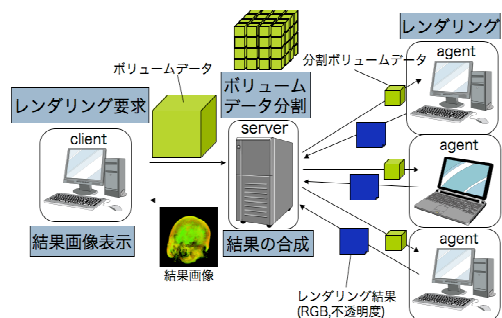 レンダリング
ボリュームデータ
分割ボリュームデータ
agent
ボリューム
データ分割
レンダリング要求
client
server
agent
結果画像表示
結果の合成
結果画像
agent
レンダリング結果
(RGB,不透明度)